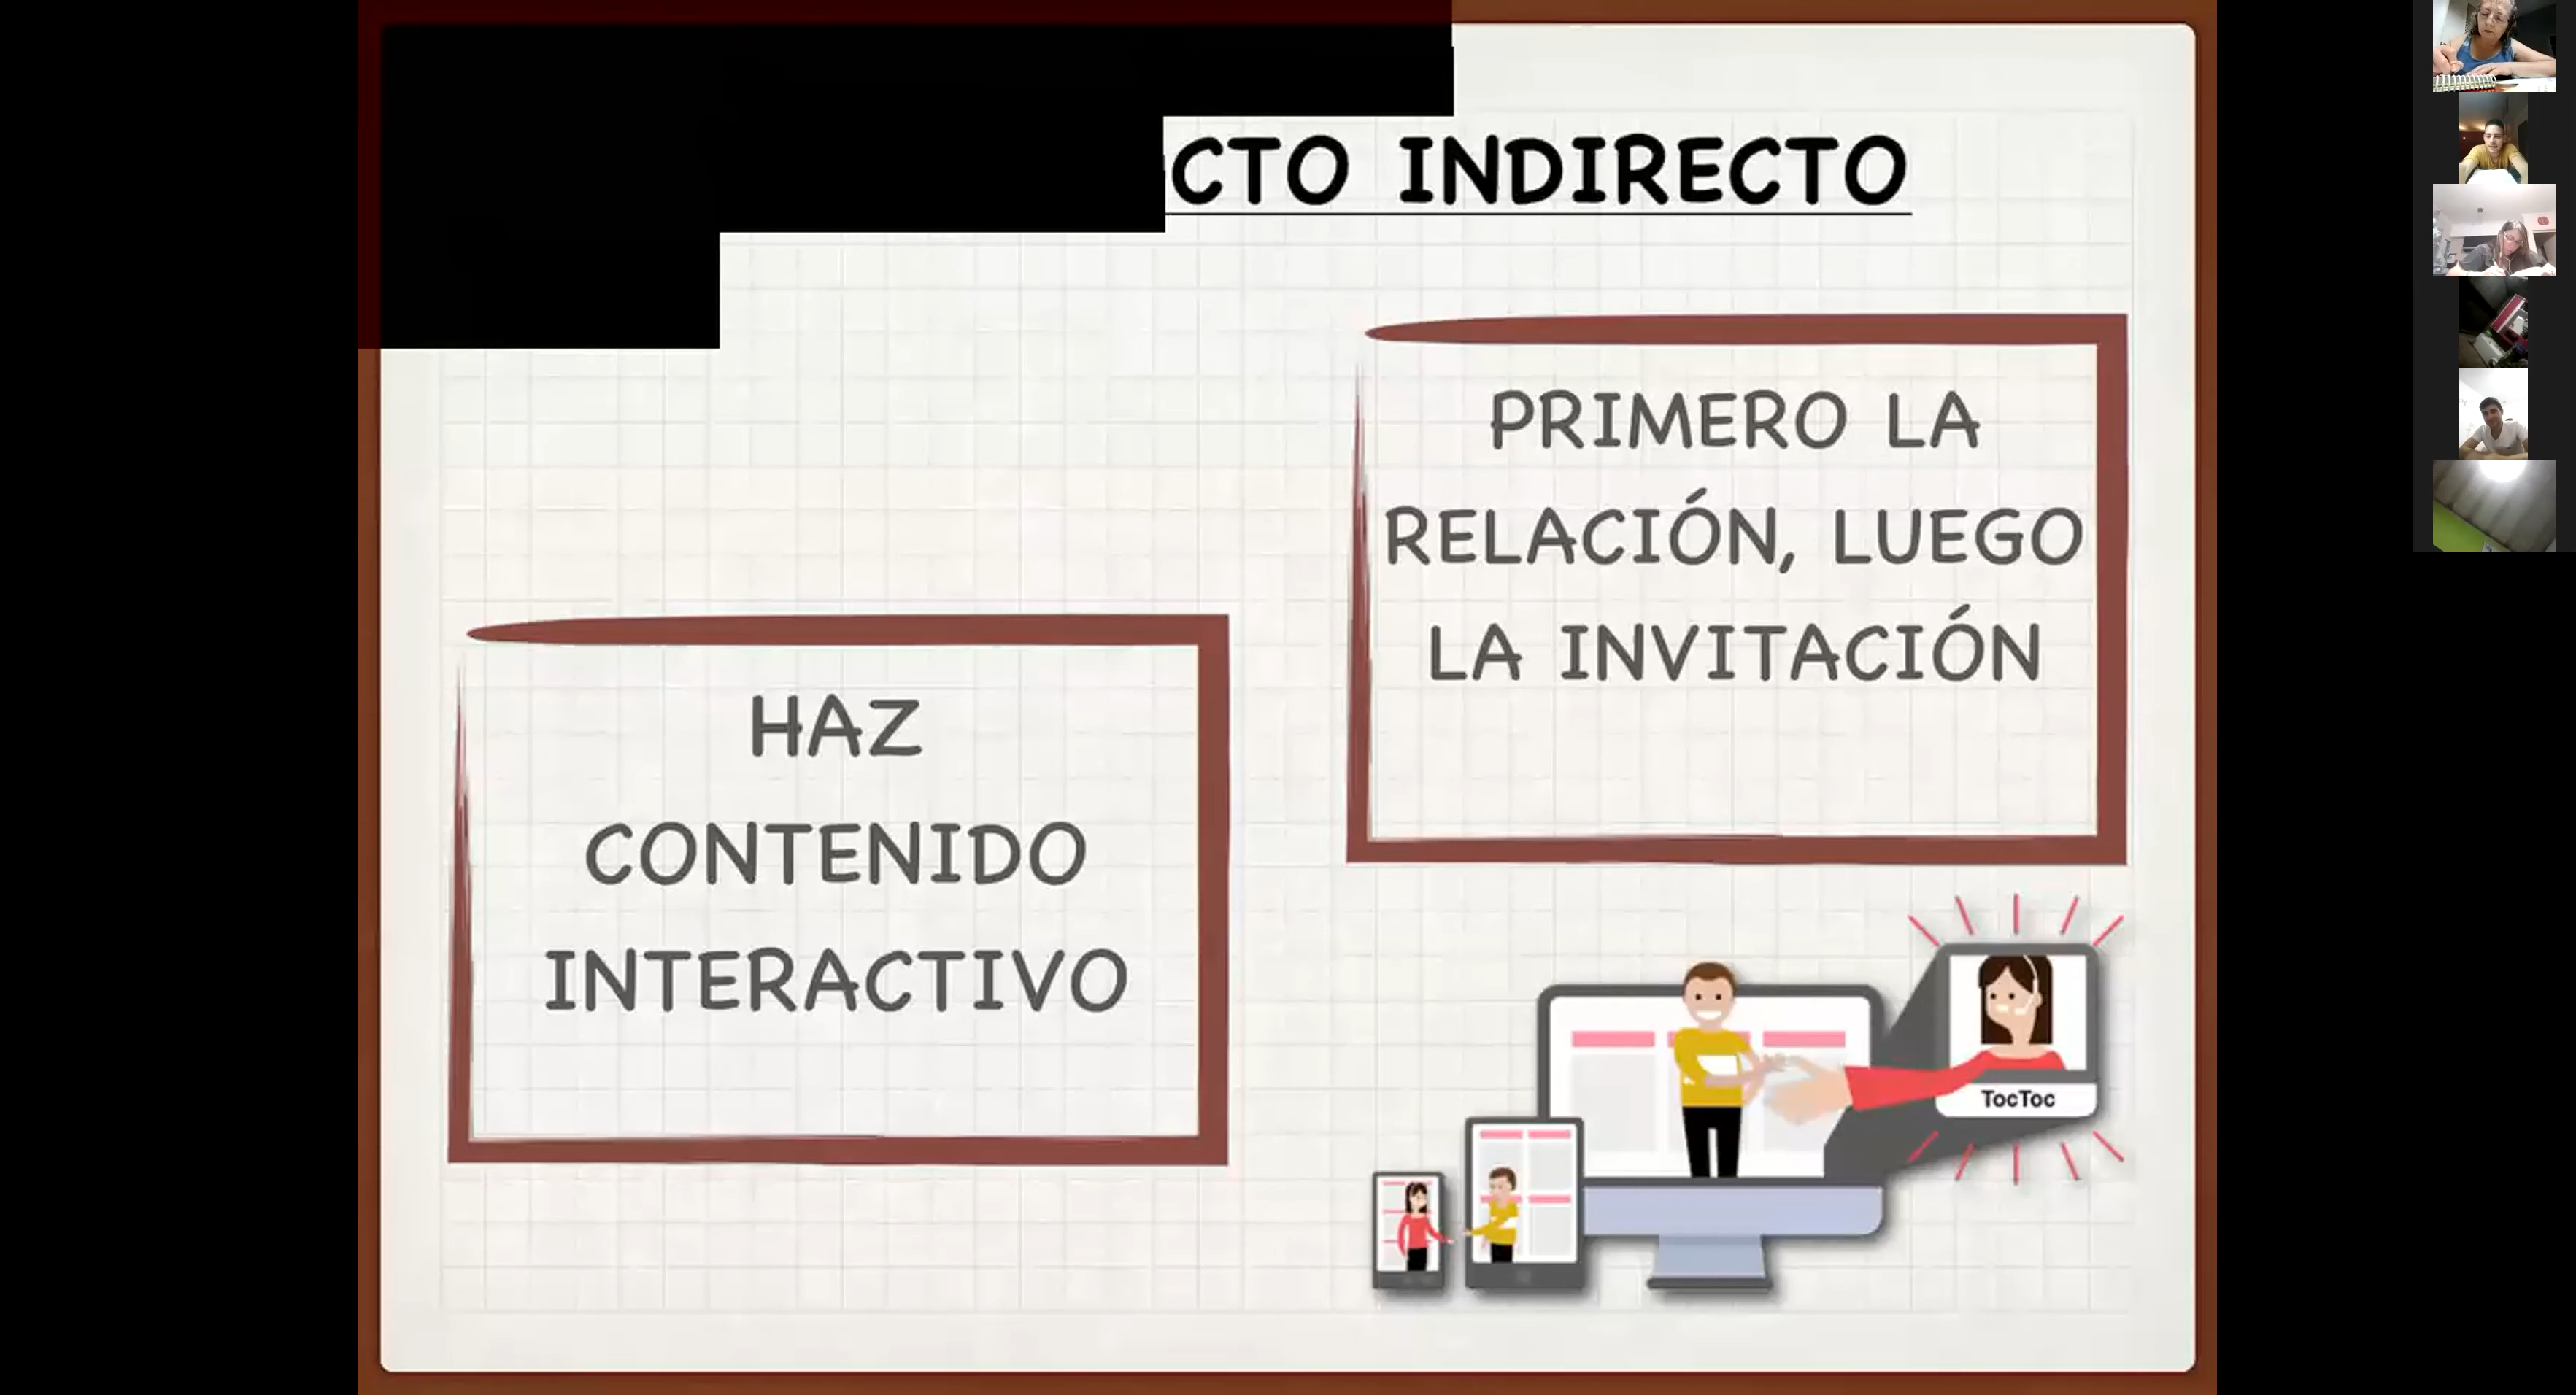 CTO INDIRECTO
PRIMERO LA
RELACIÓN, LUEGO
LA INVITACIÓN
HAZ
CONTENIDO
INTERACTIVO
TocToc